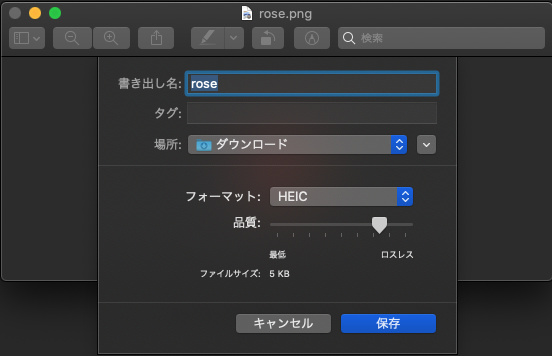 rose.png
検索
書き出し名: rose
タグ:
場所: ダウンロード
フォーマット: HEIC
品質:
最低 ロスレス
ファイルサイズ: 5 KB
キャンセル 保存